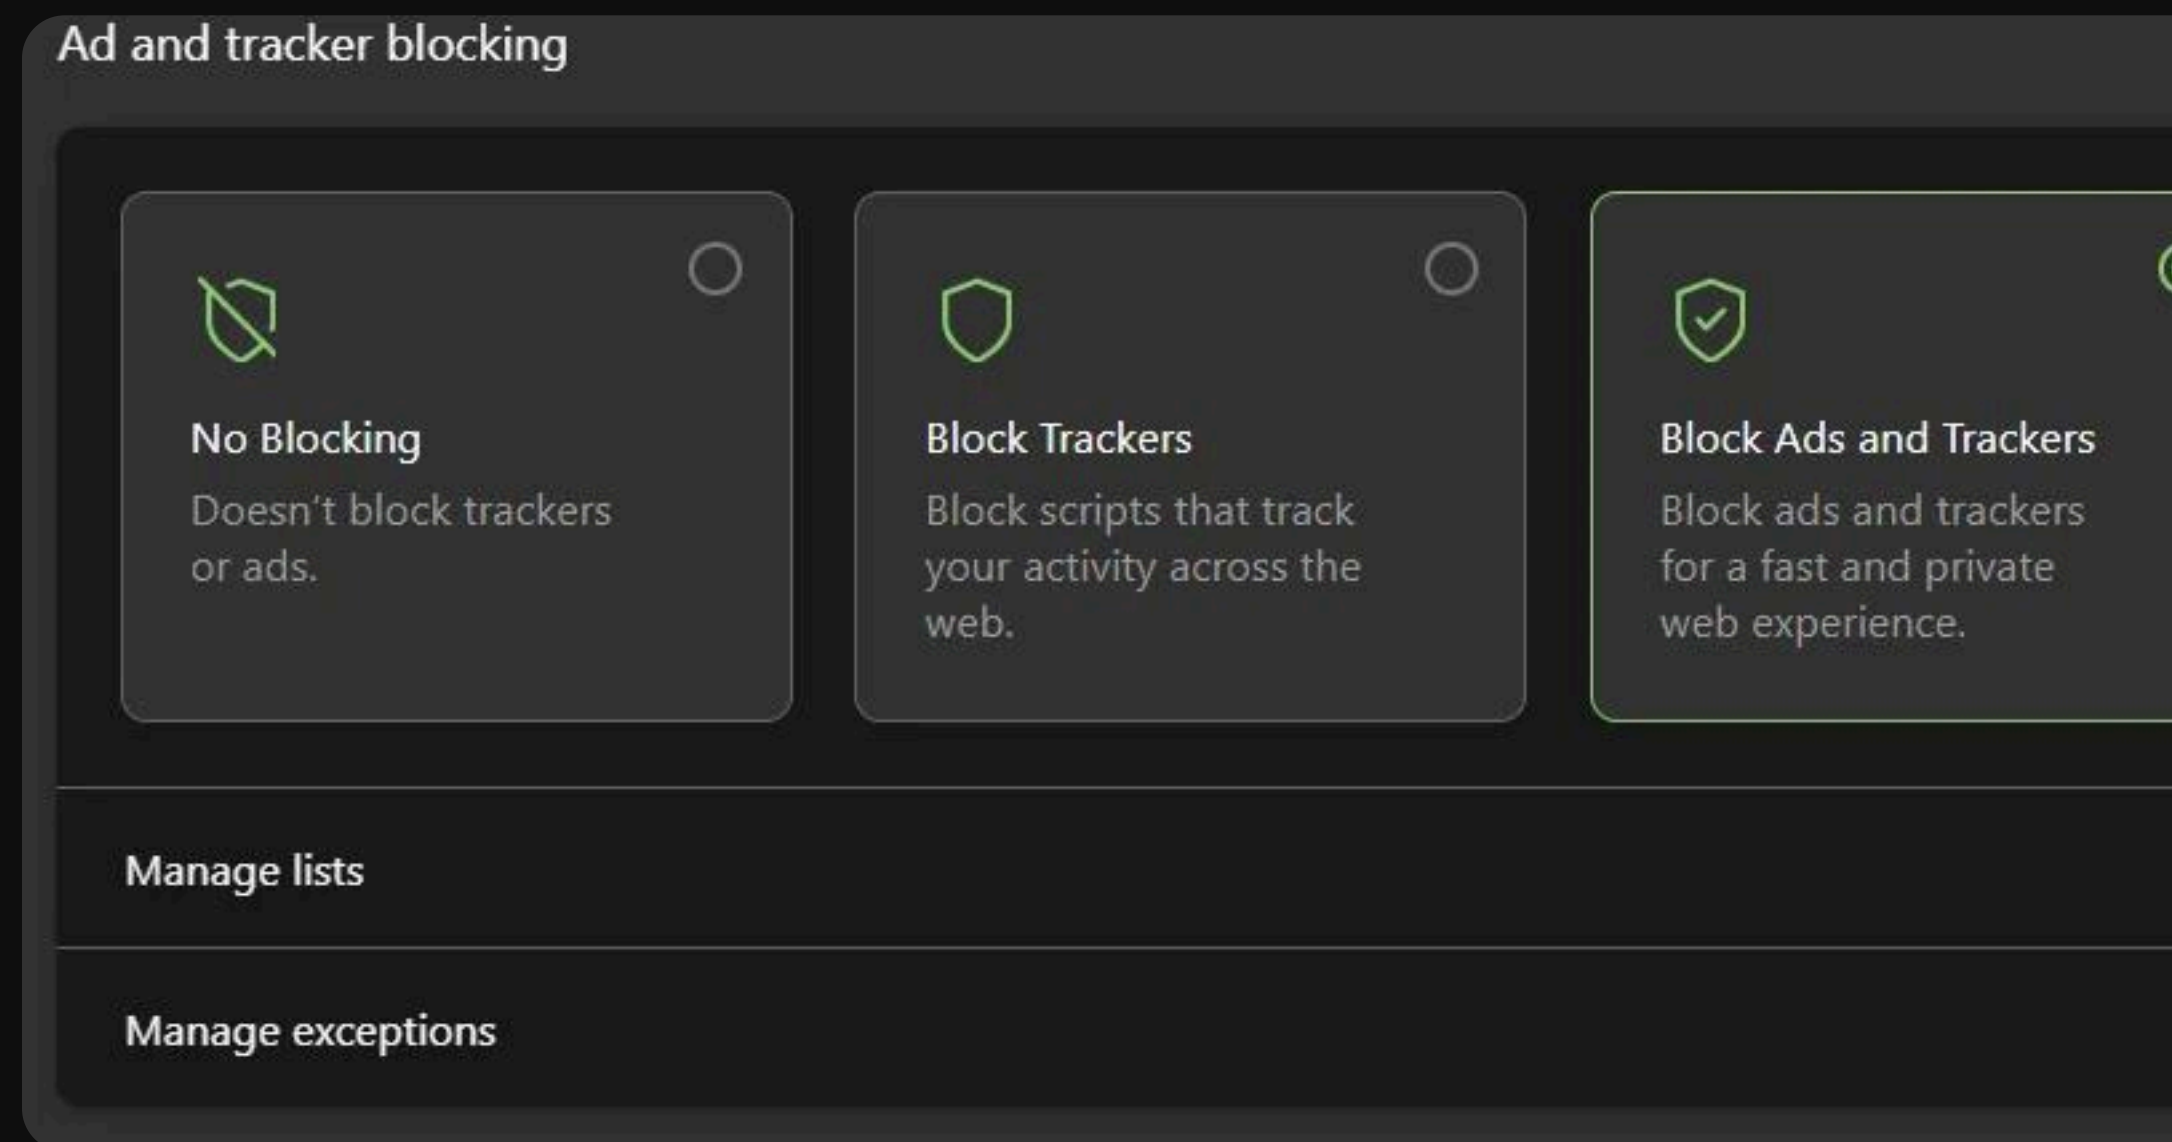 Ad and tracker blocking
No Blocking
Doesn't block trackers
or ads.
Block Trackers
Block scripts that track
your activity across the
web.
Block Ads and Trackers
Block ads and trackers
for a fast and private
web experience.
Manage lists
Manage exceptions